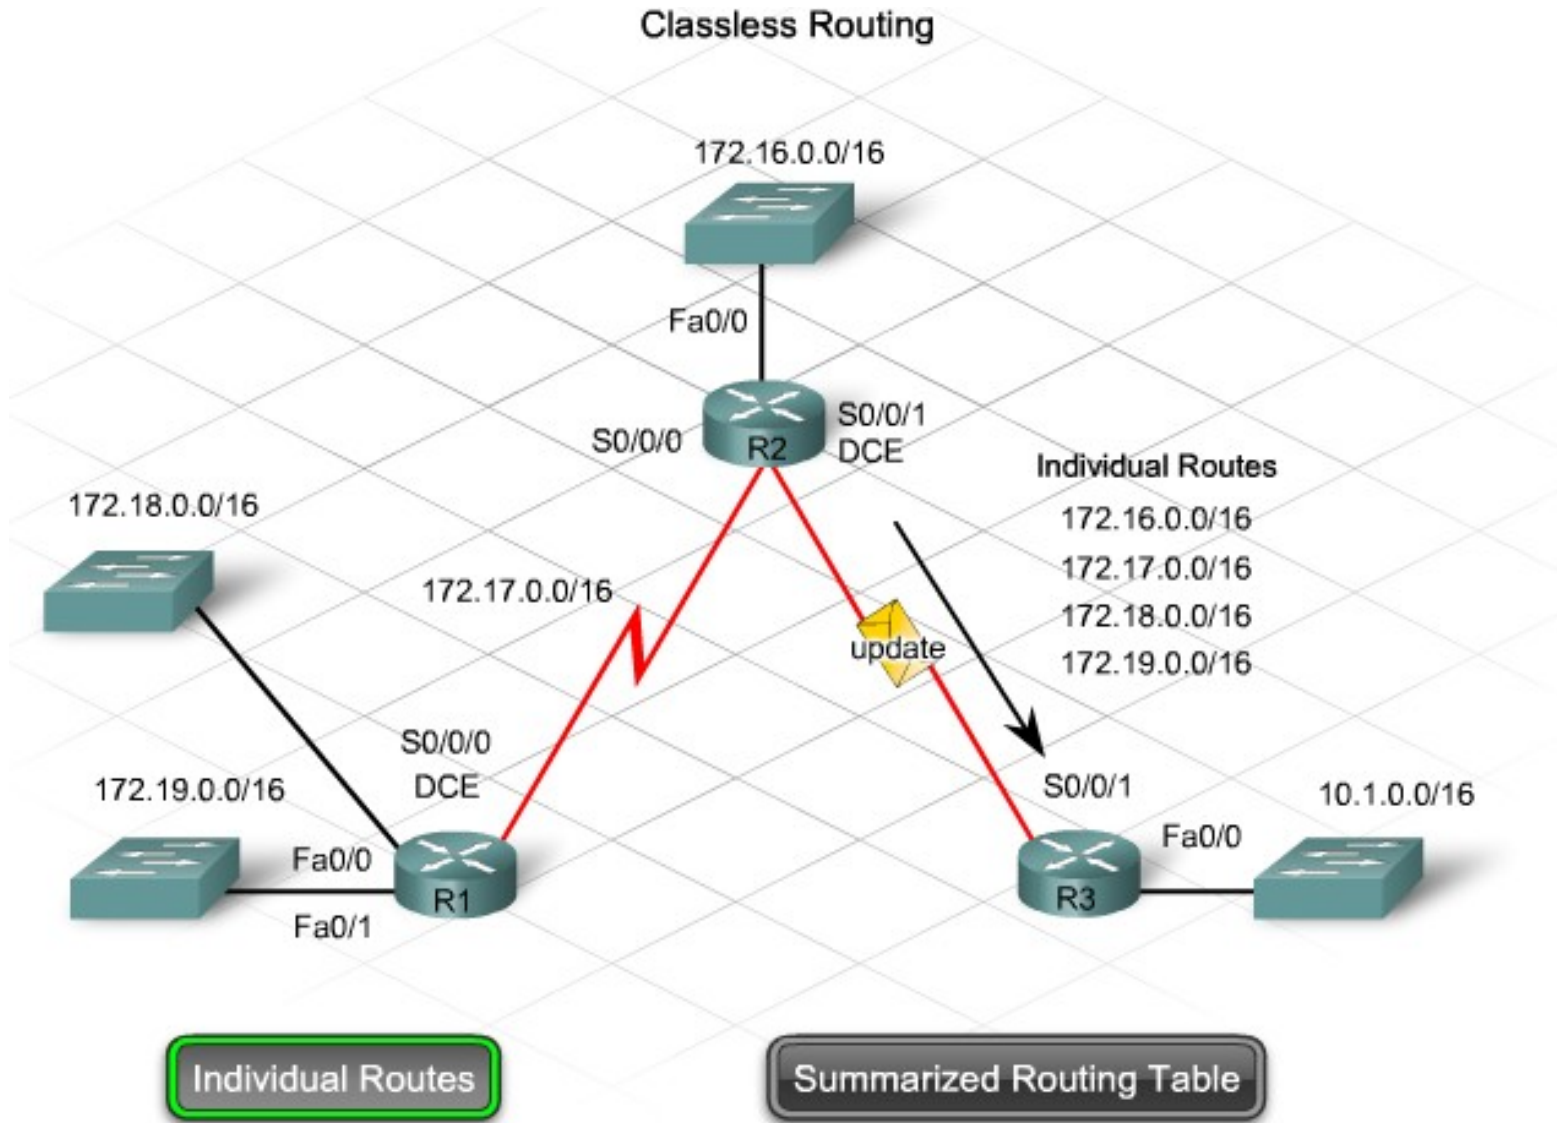 Classless Routing
172.16.0.0/16
Fa0/0
S0/0/0
R2
S0/0/1
DCE
Individual Routes
172.16.0.0/16
172.17.0.0/16
172.18.0.0/16
172.19.0.0/16
172.18.0.0/16
172.17.0.0/16
update
S0/0/0
DCE
172.19.0.0/16
Fa0/0
Fa0/1
R1
S0/0/1
10.1.0.0/16
Fa0/0
R3
Individual Routes
Summarized Routing Table